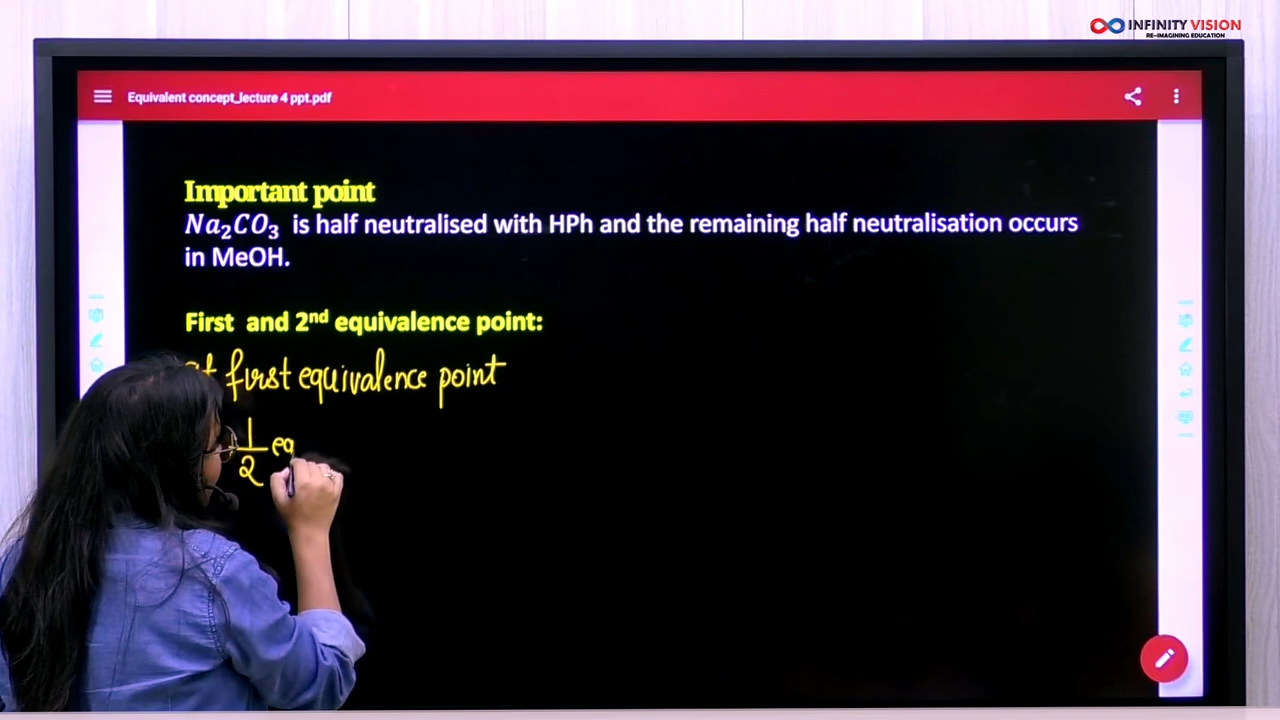 INFINITY VISION
RE-IMAGINING EDUCATION
Equivalent concept_lecture 4 ppt.pdf
Important point
Na₂CO₃ is half neutralised with HPh and the remaining half neutralisation occurs
in MeOH.
First and 2ⁿᵈ equivalence point:
first equivalence point
1/2 eq